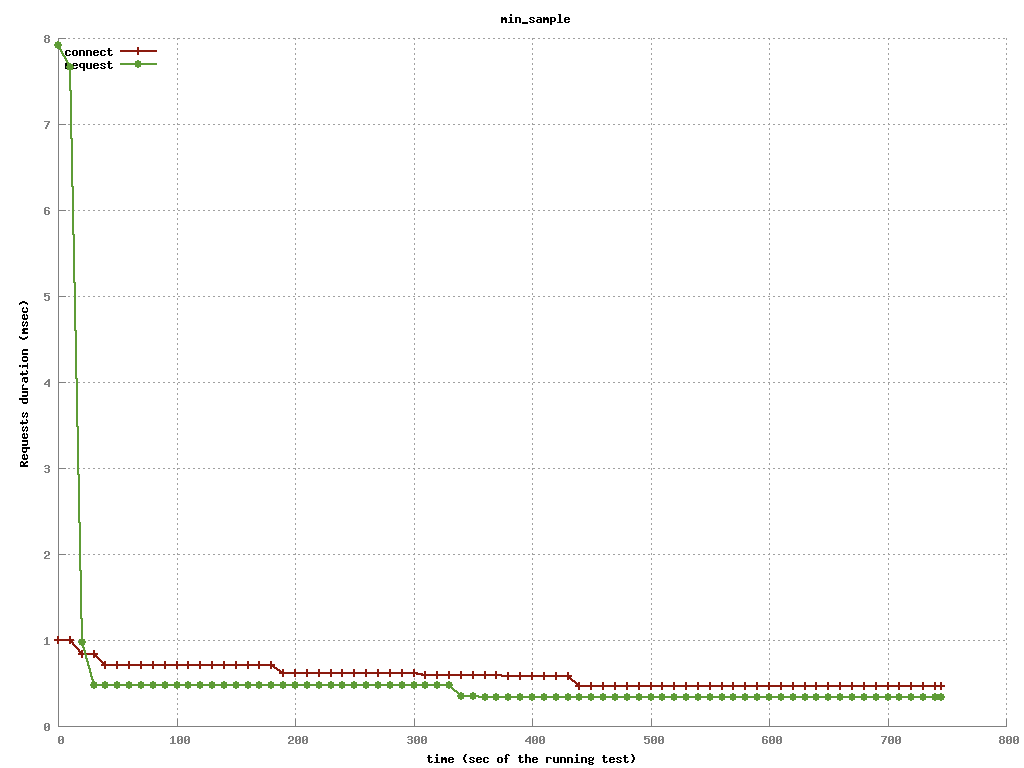 min_sample
8
connect
request
7
6
5
4
3
2
1
0
Requests duration (msec)
0 100 200 300 400 500 600 700 800
time (sec of the running test)